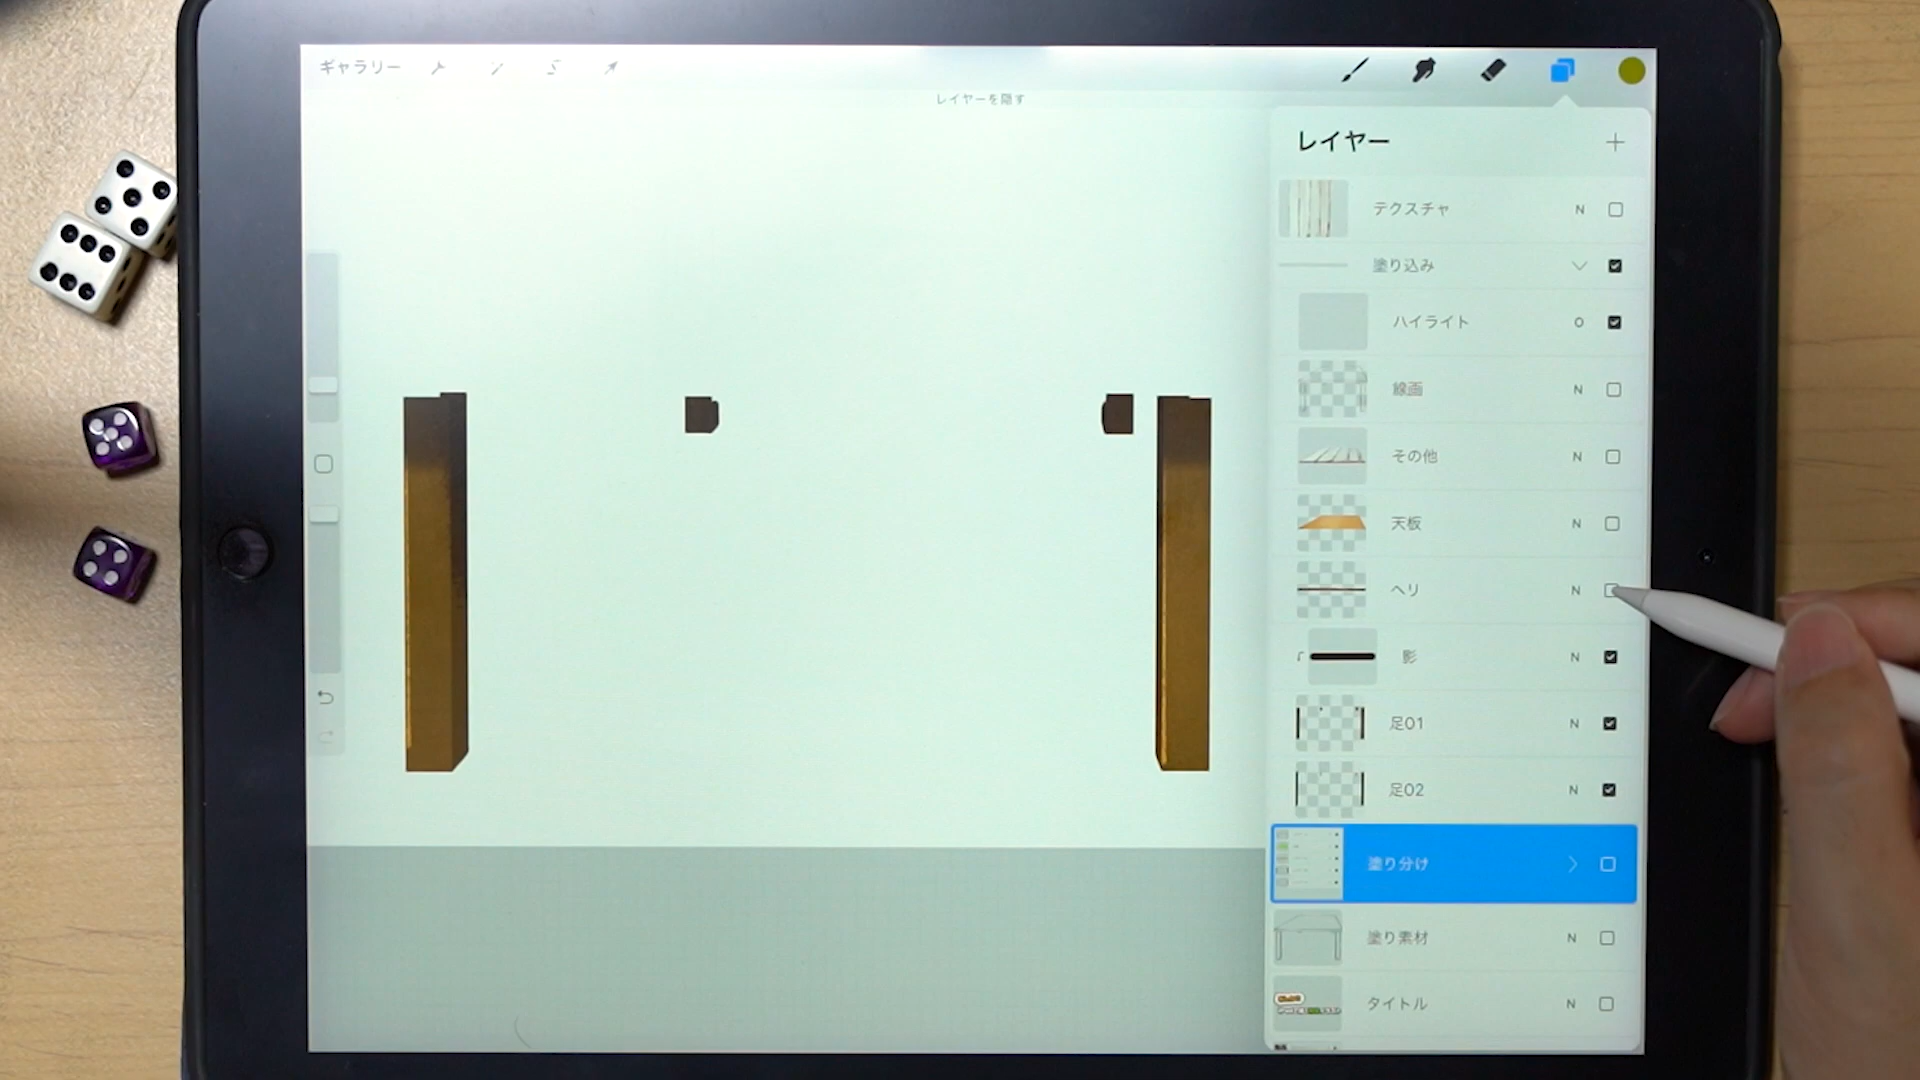 ギャラリー
レイヤーを隠す
レイヤー
テクスチャ N
塗り込み
ハイライト O
線画 N
その他 N
天板 N
ヘリ N
影 N
足01 N
足02 N
塗り分け
塗り素材 N
タイトル N